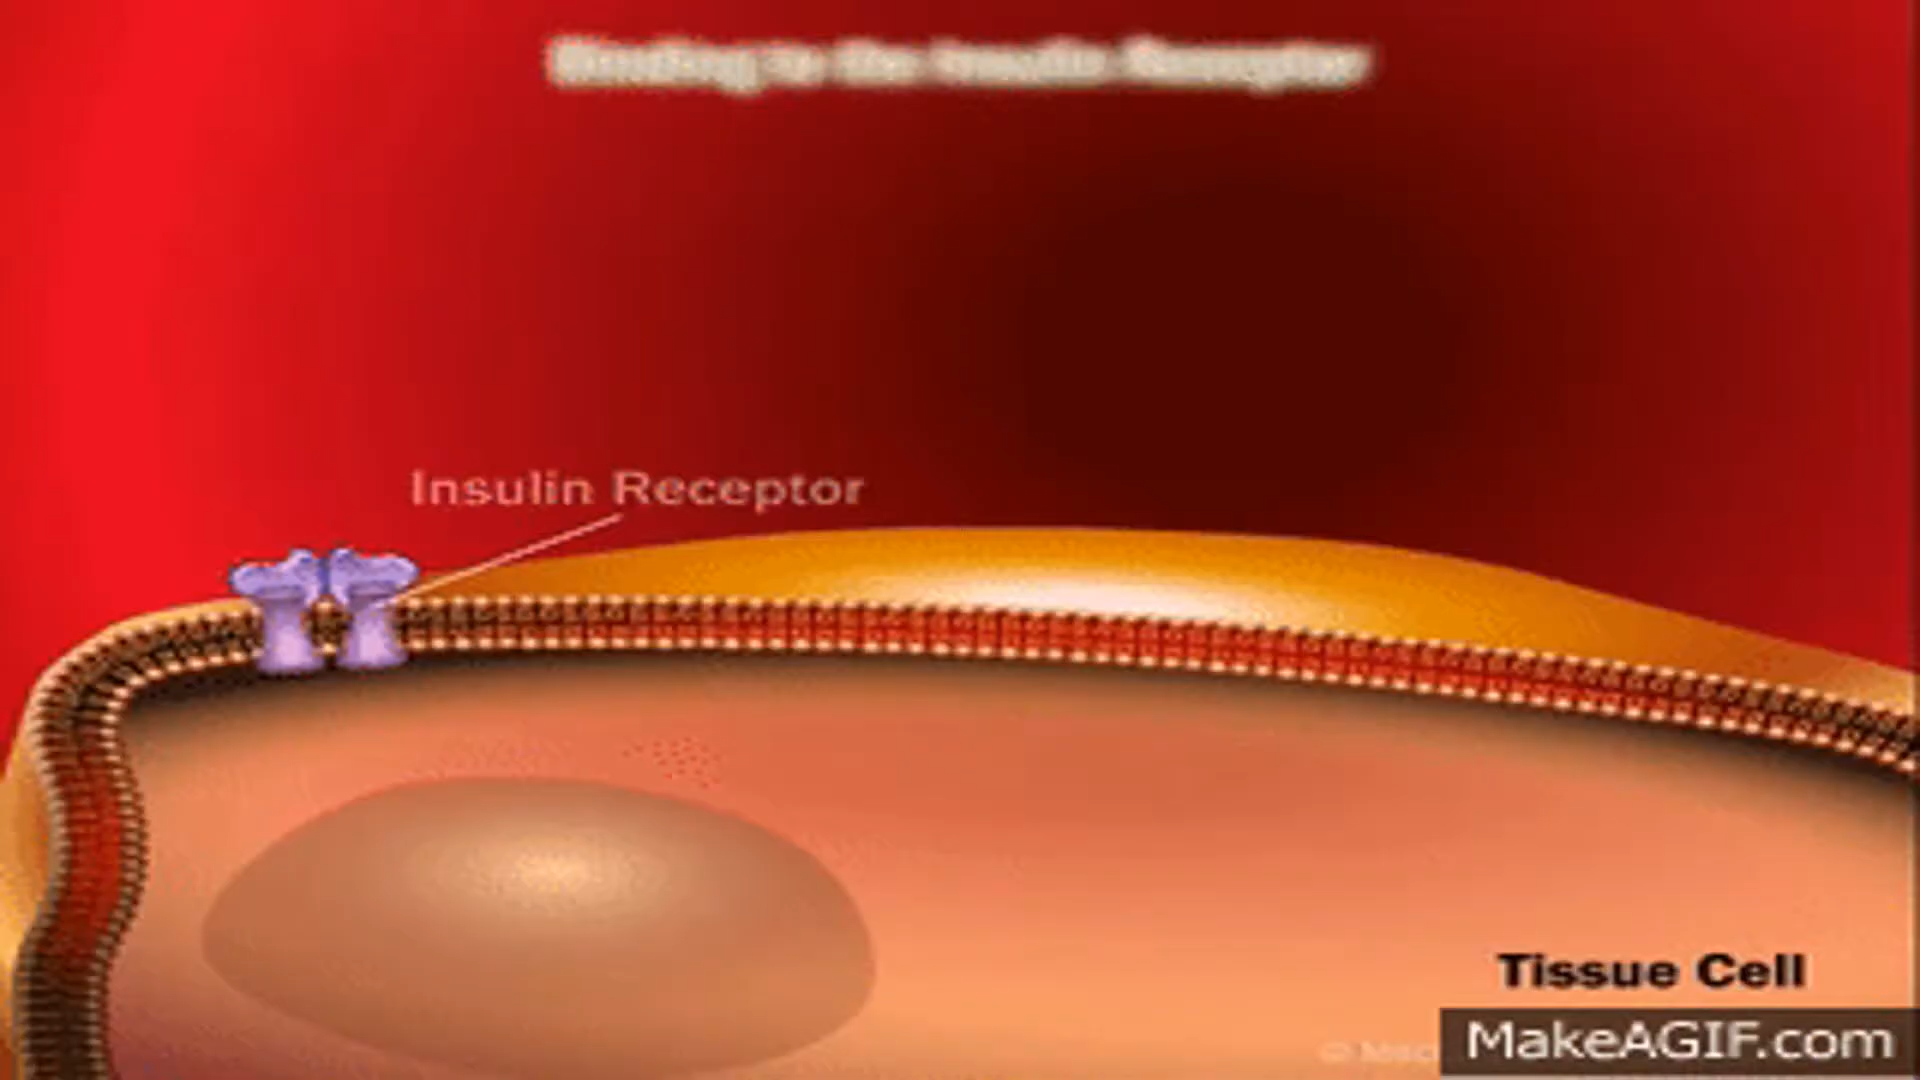 Binding to the Insulin Receptor
Insulin Receptor
Tissue Cell
MakeAGIF.com